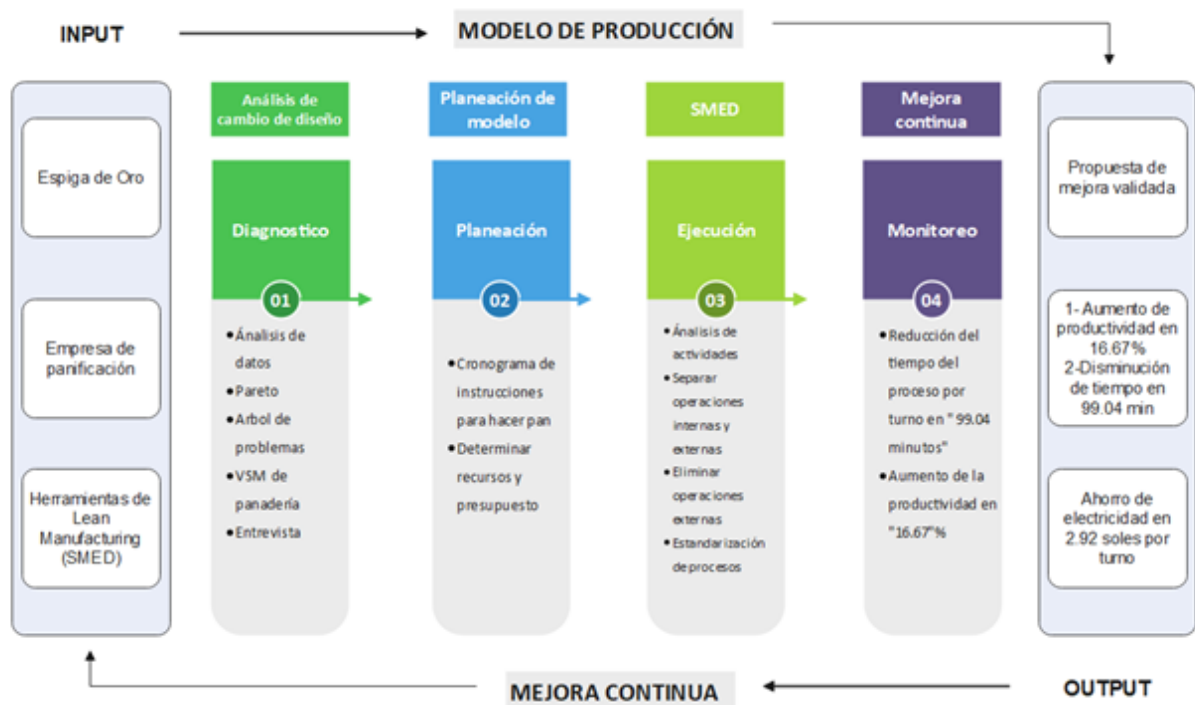 INPUT
MODELO DE PRODUCCIÓN
Espiga de Oro
Empresa de
panificación
Herramientas de
Lean
Manufacturing
(SMED)
Análisis de
cambio de diseño
Diagnostico
01
•Ánalisis de
datos
•Pareto
•Arbol de
problemas
•VSM de
panadería
•Entrevista
Planeación de
modelo
Planeación
02
•Cronograma de
instrucciones
para hacer pan
•Determinar
recursos y
presupuesto
SMED
Ejecución
03
•Ánalisis de
actividades
•Separar
operaciones
internas y
externas
•Eliminar
operaciones
externas
•Estandarización
de procesos
Mejora
continua
Monitoreo
04
•Reducción del
tiempo del
proceso por
turno en " 99.04
minutos"
•Aumento de la
productividad en
"16.67"%
Propuesta de
mejora validada
1- Aumento de
productividad en
16.67%
2-Disminución
de tiempo en
99.04 min
Ahorro de
electricidad en
2.92 soles por
turno
MEJORA CONTINUA
OUTPUT